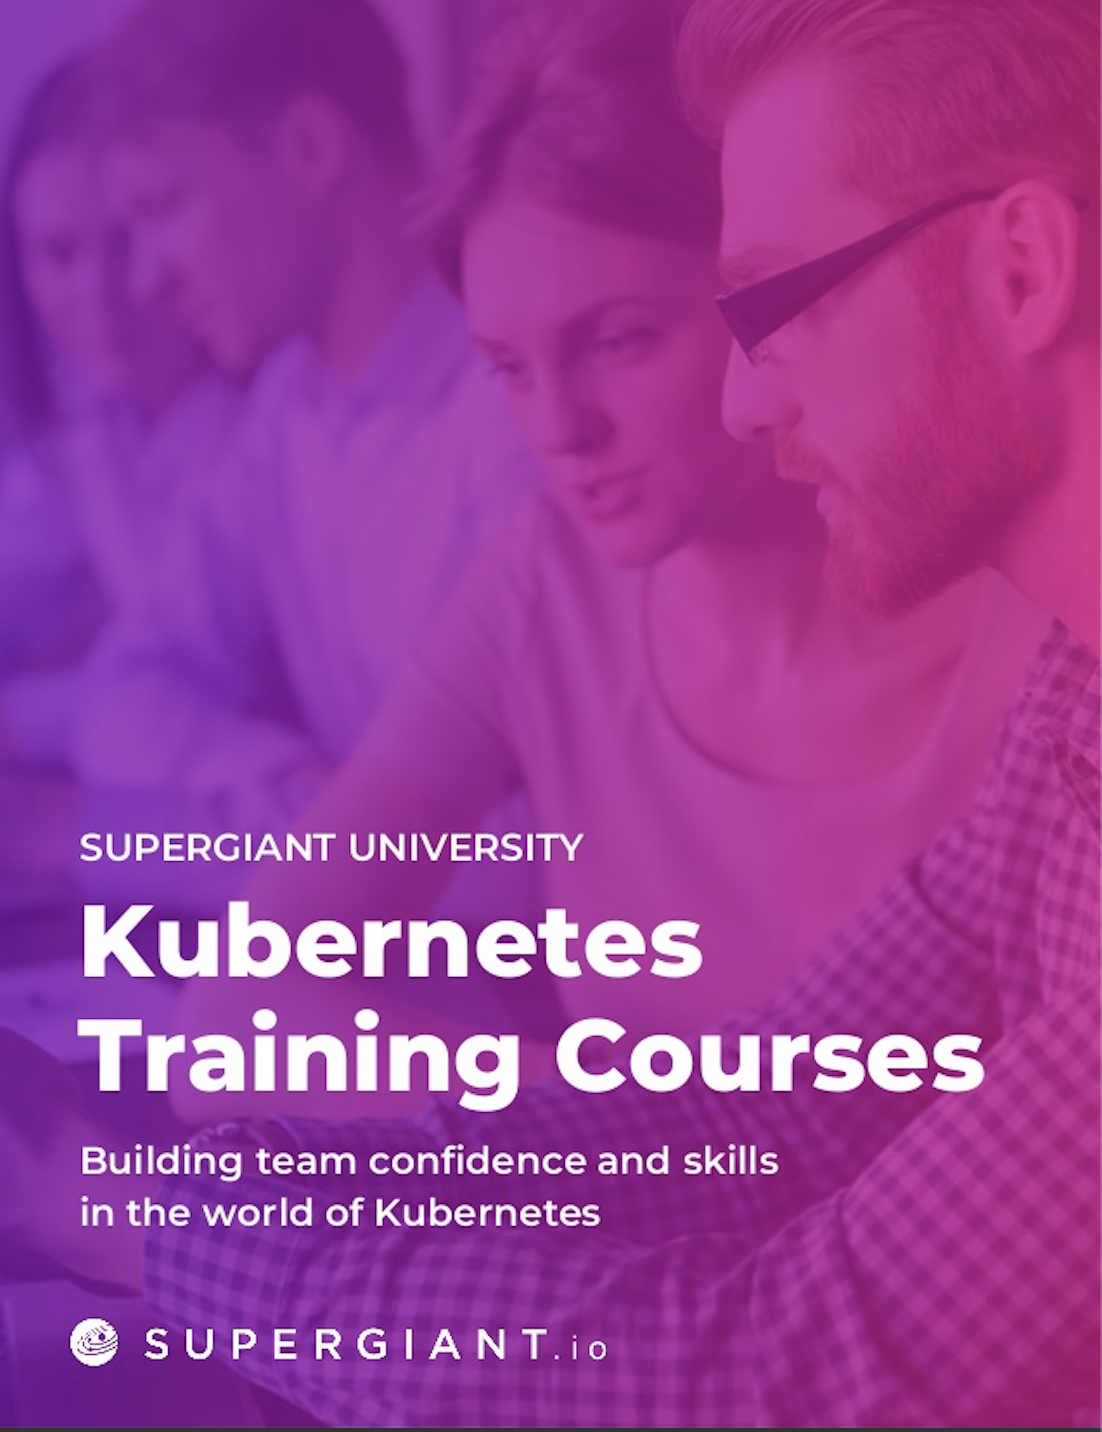 SUPERGIANT UNIVERSITY
Kubernetes
Training Courses
Building team confidence and skills
in the world of Kubernetes
SUPERGIANT.io